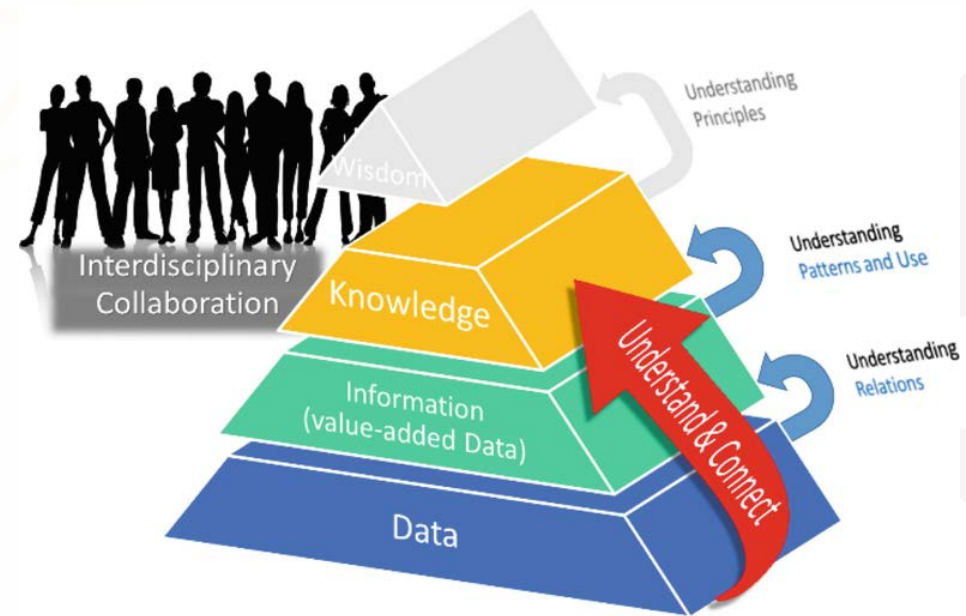 Understanding
Principles
Wisdom
Interdisciplinary
Collaboration
Knowledge
Understanding
Patterns and Use
Information
(value-added Data)
Understanding
Relations
Understand & Connect
Data